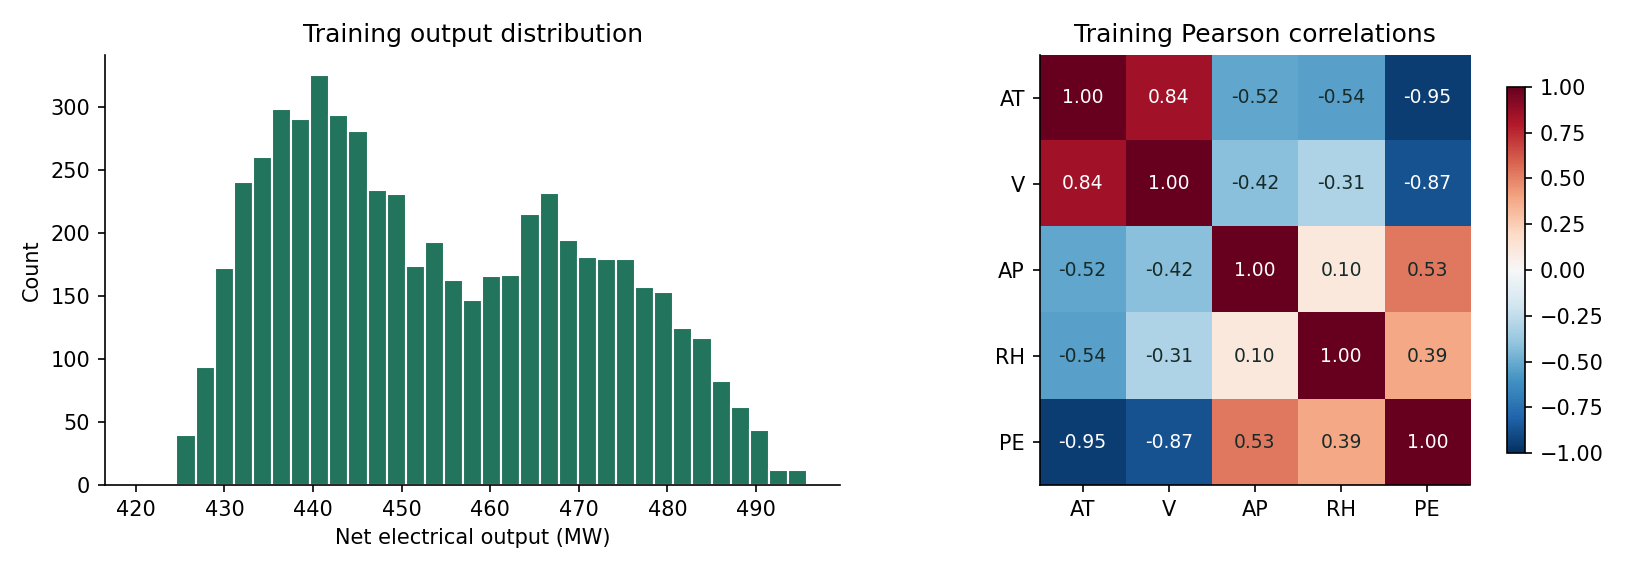 Training output distribution
Count
300
250
200
150
100
50
0
420 430 440 450 460 470 480 490
Net electrical output (MW)
Training Pearson correlations
AT 1.00 0.84 -0.52 -0.54 -0.95
V 0.84 1.00 -0.42 -0.31 -0.87
AP -0.52 -0.42 1.00 0.10 0.53
RH -0.54 -0.31 0.10 1.00 0.39
PE -0.95 -0.87 0.53 0.39 1.00
AT V AP RH PE
1.00
0.75
0.50
0.25
0.00
−0.25
−0.50
−0.75
−1.00